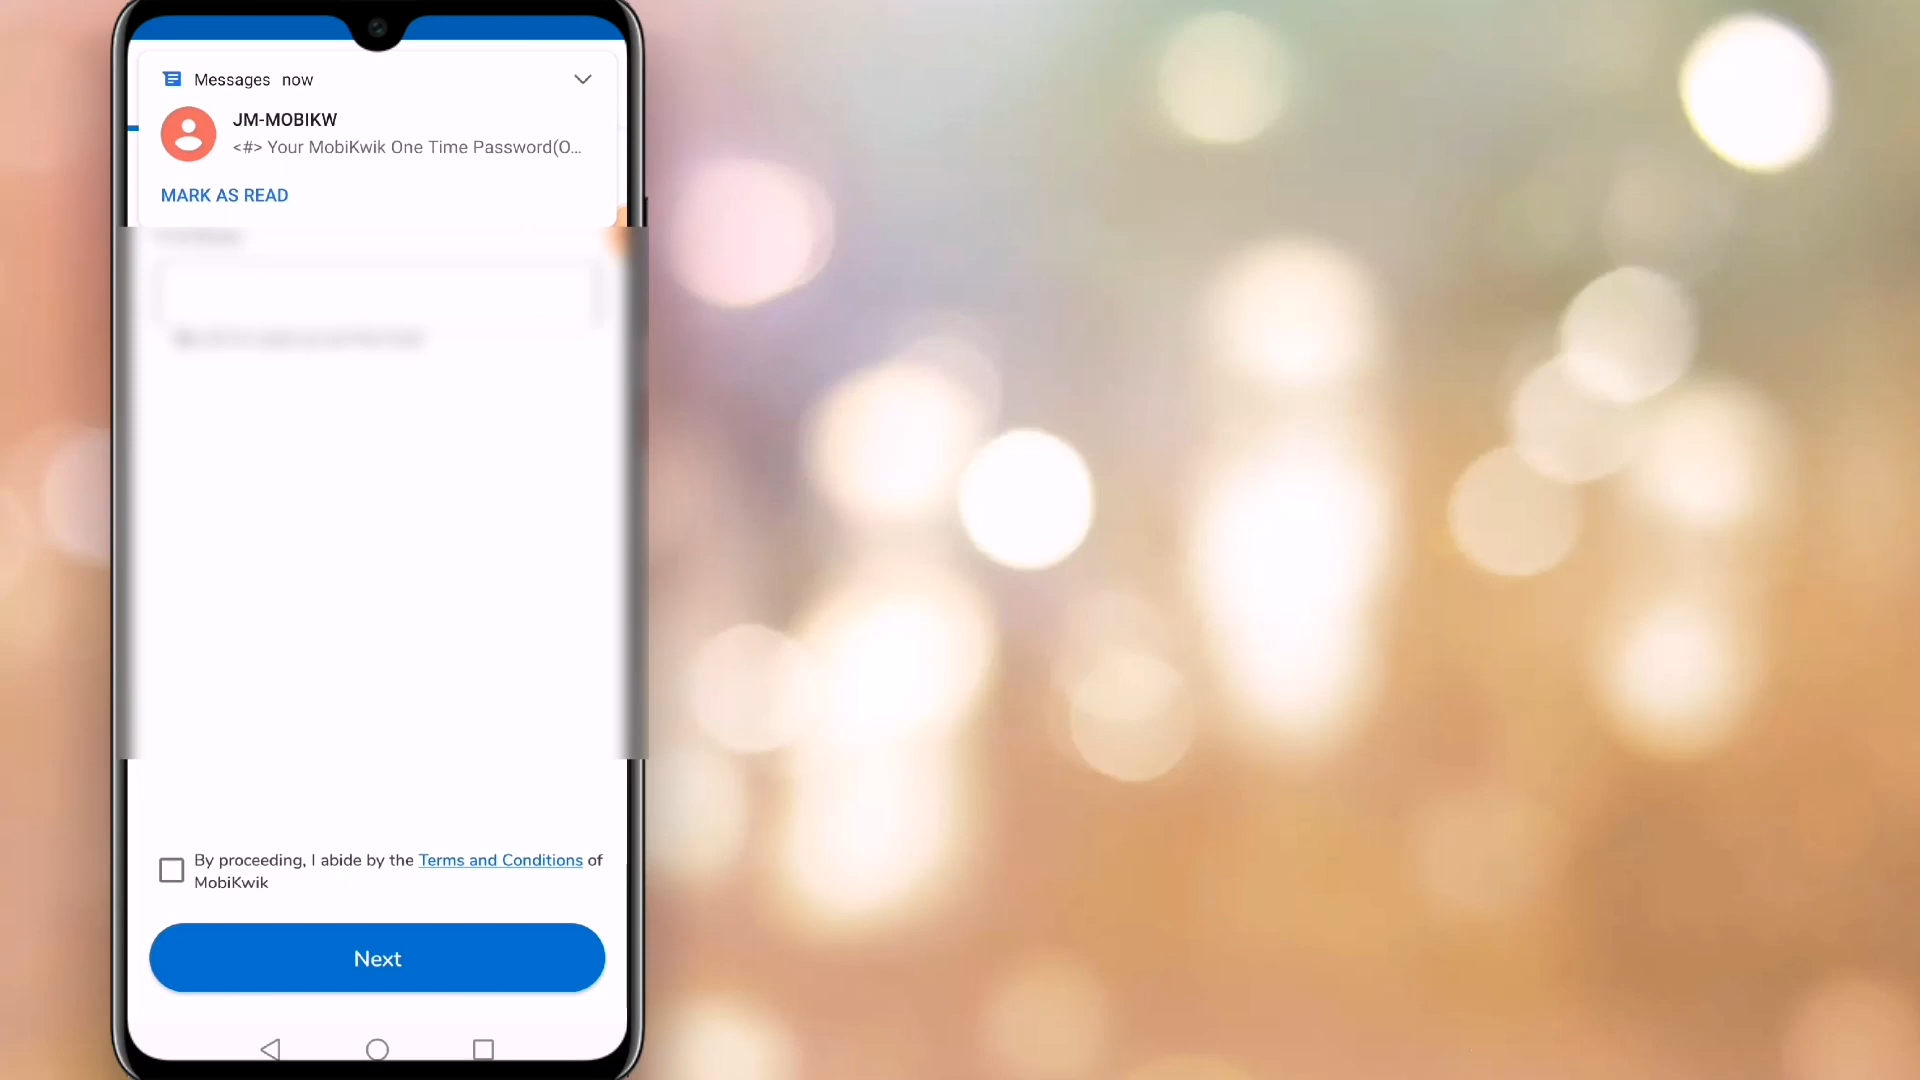 Messages now
JM-MOBIKW
<#> Your MobiKwik One Time Password(O...
MARK AS READ
By proceeding, I abide by the Terms and Conditions of
MobiKwik
Next